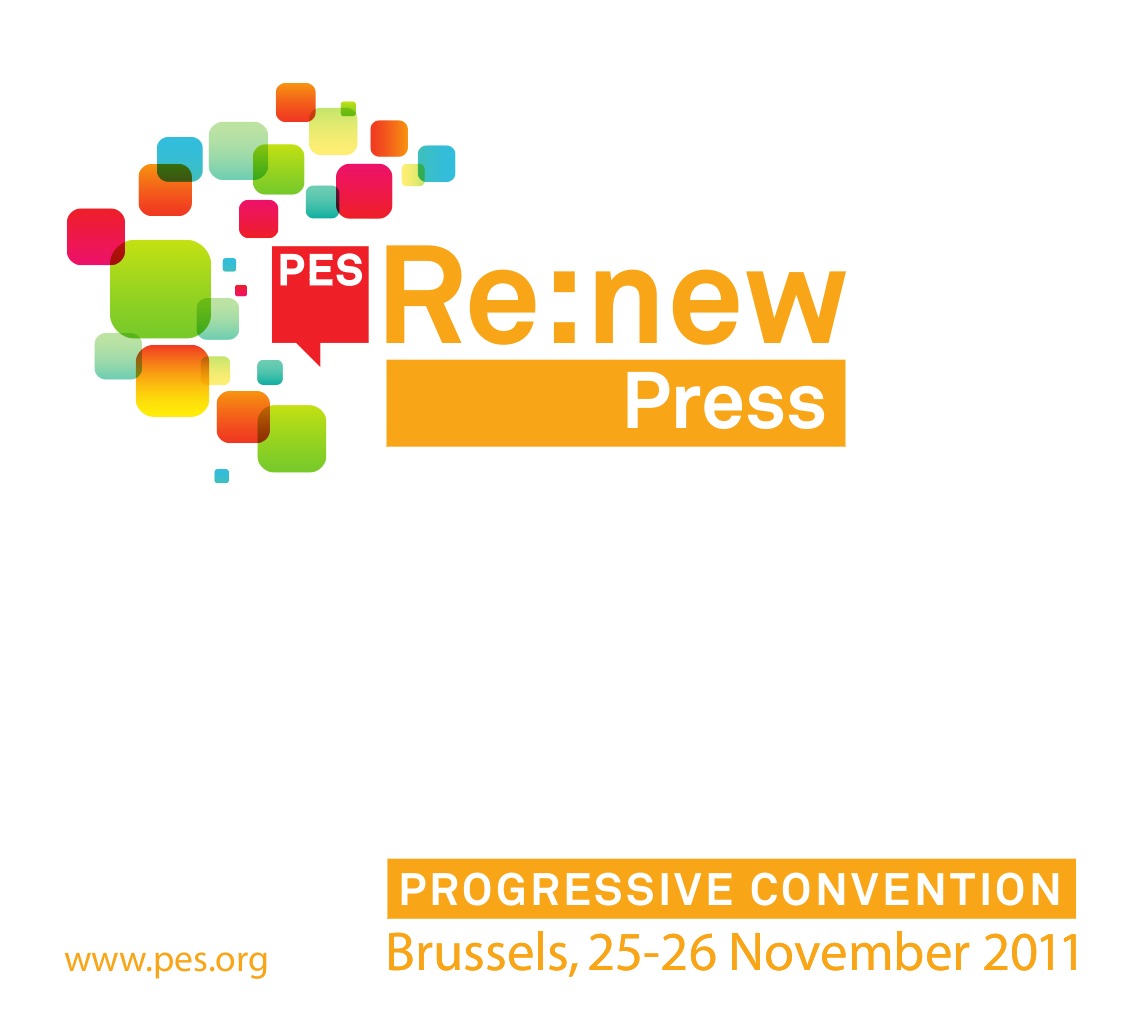 PES Re:new
Press
PROGRESSIVE CONVENTION
Brussels, 25-26 November 2011
www.pes.org